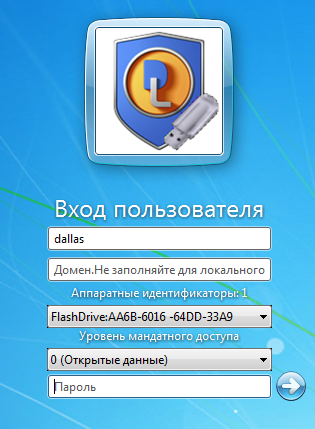 DL
Вход пользователя
dallas
Домен.Не заполняйте для локального
Аппаратные идентификаторы: 1
FlashDrive:AA6B-6016 -64DD-33A9
Уровень мандатного доступа
0 (Открытые данные)
Пароль